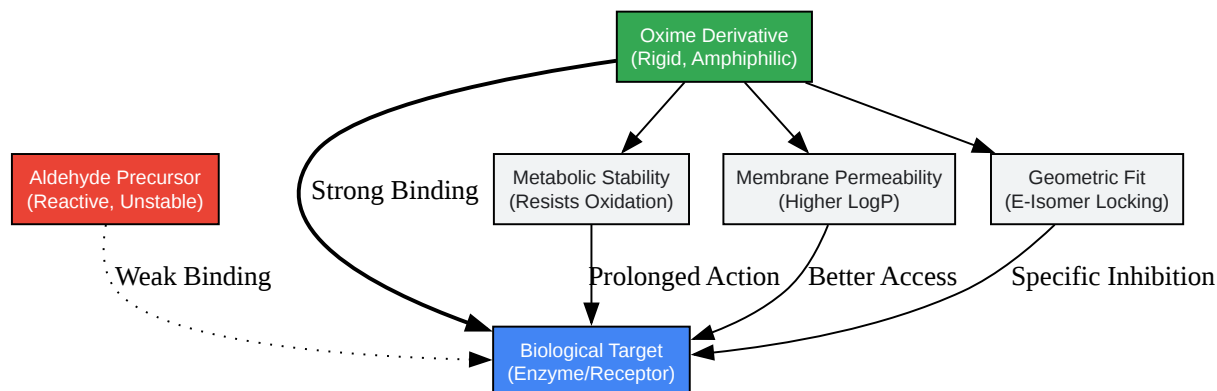 Oxime Derivative
(Rigid, Amphiphilic)
Aldehyde Precursor
(Reactive, Unstable)
Strong Binding
Metabolic Stability
(Resists Oxidation)
Membrane Permeability
(Higher LogP)
Geometric Fit
(E-Isomer Locking)
Weak Binding
Prolonged Action
Better Access
Specific Inhibition
Biological Target
(Enzyme/Receptor)